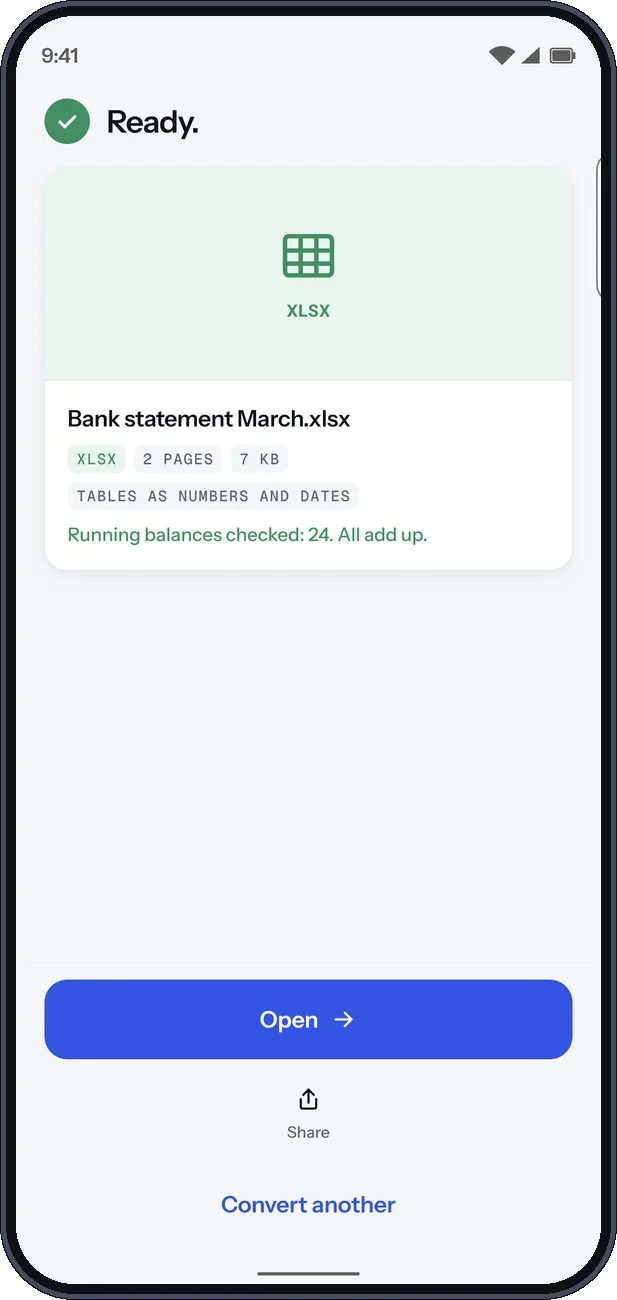 9:41
Ready.
XLSX
Bank statement March.xlsx
XLSX 2 PAGES 7 KB
TABLES AS NUMBERS AND DATES
Running balances checked: 24. All add up.
Open →
Share
Convert another